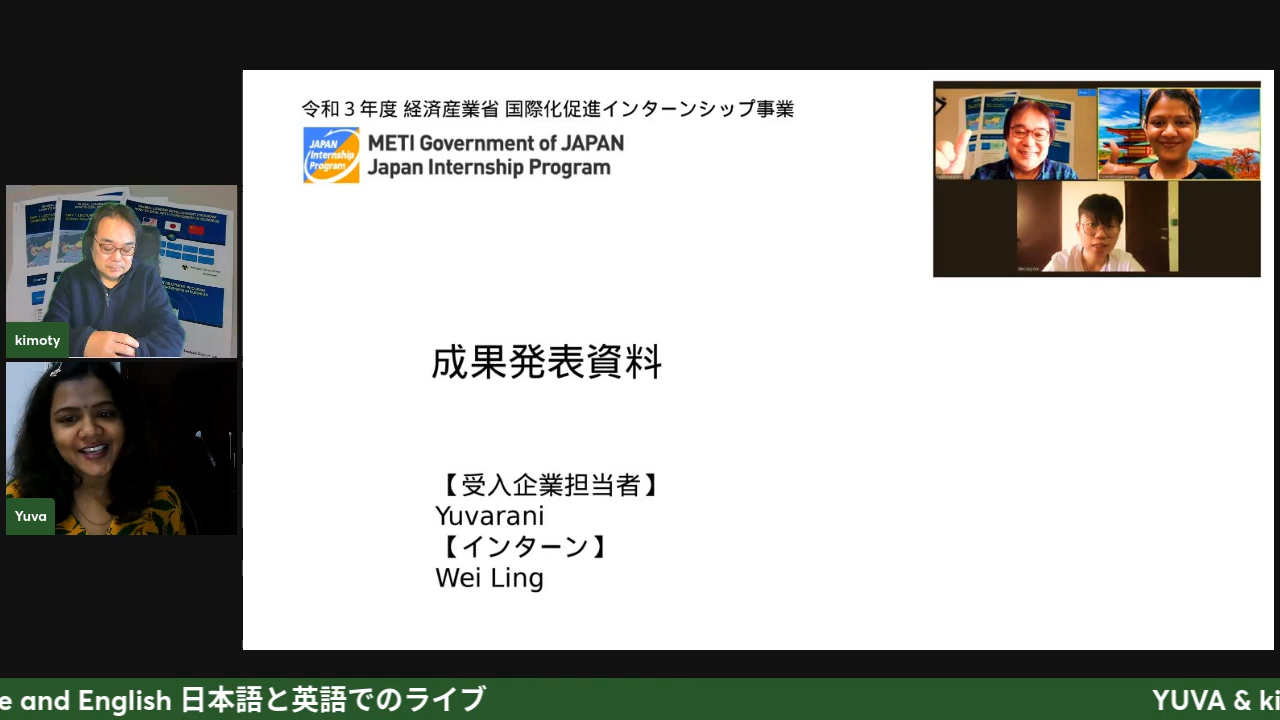 令和３年度 経済産業省 国際化促進インターンシップ事業
JAPAN
Internship
Program
METI Government of JAPAN
Japan Internship Program
成果発表資料
【受入企業担当者】
Yuvarani
【インターン】
Wei Ling
kimoty
Yuva
e and English 日本語と英語でのライブ
YUVA & ki